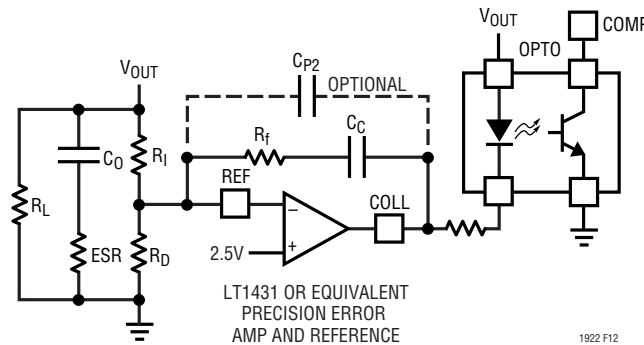 VOUT
COMP
OPTO
CP2
OPTIONAL
VOUT
Rf
CC
CO
RI
REF
COLL
RL
ESR
RD
2.5V
–
+
LT1431 OR EQUIVALENT
PRECISION ERROR
AMP AND REFERENCE
1922 F12